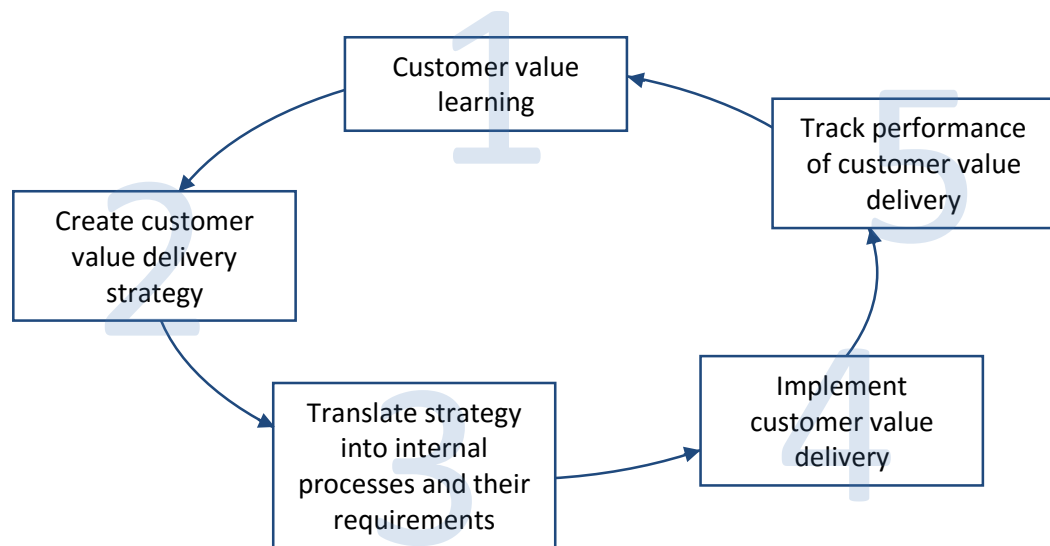 1
Customer value
learning
2
Create customer
value delivery
strategy
3
Translate strategy
into internal
processes and their
requirements
4
Implement
customer value
delivery
5
Track performance
of customer value
delivery